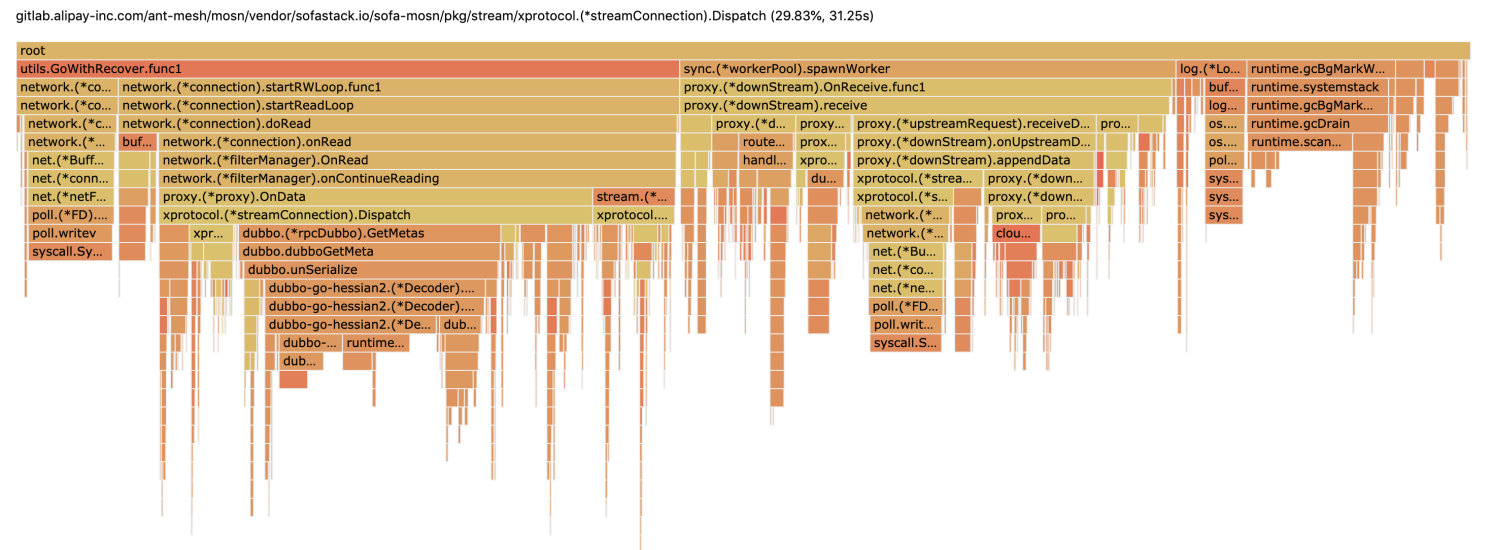 gitlab.alipay-inc.com/ant-mesh/mosn/vendor/sofastack.io/sofa-mosn/pkg/stream/xprotocol.(*streamConnection).Dispatch (29.83%, 31.25s)
root
utils.GoWithRecover.func1 sync.(*workerPool).spawnWorker log.(*Lo... runtime.gcBgMarkW...
network.(*co... network.(*connection).startRWLoop.func1 proxy.(*downStream).OnReceive.func1 buf... runtime.systemstack
network.(*co... network.(*connection).startReadLoop proxy.(*downStream).receive log... runtime.gcBgMark...
network.(*c... network.(*connection).doRead proxy.(*d... proxy... proxy.(*upstreamRequest).receiveD... pro... os.... runtime.gcDrain
network.(*... buf... network.(*connection).onRead route... prox... proxy.(*downStream).onUpstreamD... os.... runtime.scan...
net.(*Buff... network.(*filterManager).OnRead handl... xpro... proxy.(*downStream).appendData pol...
net.(*conn... network.(*filterManager).onContinueReading du... xprotocol.(*strea... proxy.(*down... sys...
net.(*netF... proxy.(*proxy).OnData stream.(*... xprotocol.(*s... proxy.(*down... sys...
poll.(*FD).... xprotocol.(*streamConnection).Dispatch xprotocol.... network.(*... prox... pro... sys...
poll.writev xpr... dubbo.(*rpcDubbo).GetMetas network.(*... clou...
syscall.Sy... dubbo.dubboGetMeta net.(*Bu...
dubbo.unSerialize net.(*co...
dubbo-go-hessian2.(*Decoder).... net.(*ne...
dubbo-go-hessian2.(*Decoder).... poll.(*FD...
dubbo-go-hessian2.(*De... dub... poll.writ...
dubbo-... runtime... syscall.S...
dub...